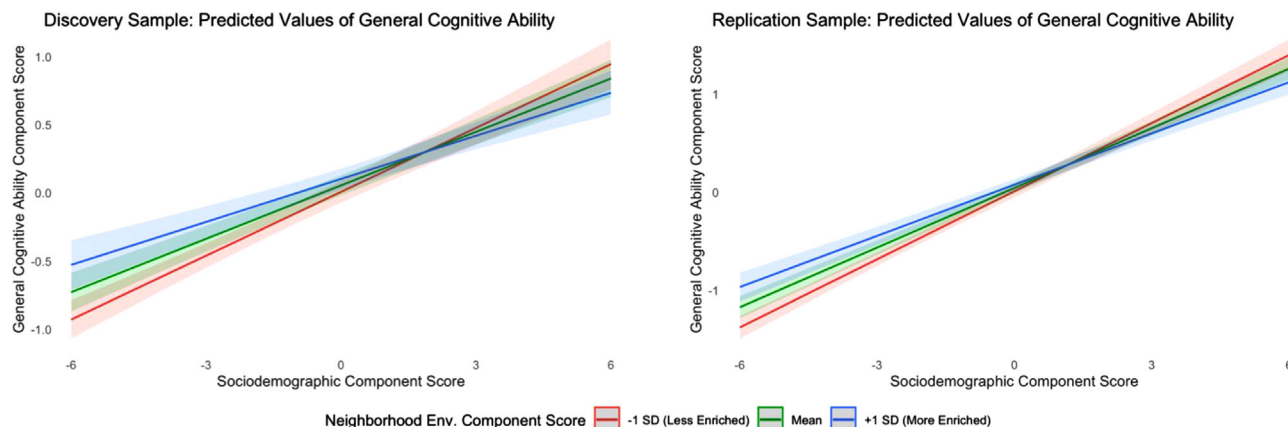 Discovery Sample: Predicted Values of General Cognitive Ability
General Cognitive Ability Component Score
1.0
0.5
0.0
-0.5
-1.0
-6
-3
0
3
6
Sociodemographic Component Score
Replication Sample: Predicted Values of General Cognitive Ability
General Cognitive Ability Component Score
1
0
-1
-6
-3
0
3
6
Sociodemographic Component Score
Neighborhood Env. Component Score -1 SD (Less Enriched) Mean +1 SD (More Enriched)